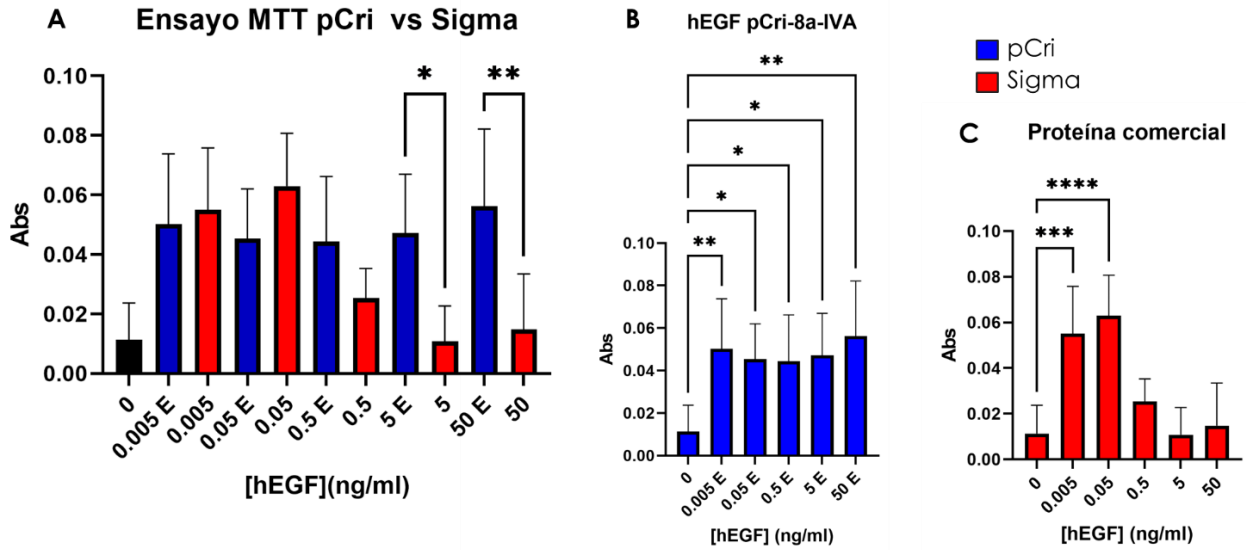 A
Ensayo MTT pCri vs Sigma
* **
0.10
0.08
0.06
0.04
0.02
0.00
Abs
0 0.005 E 0.005 0.05 E 0.05 0.5 E 0.5 5 E 5 50 E 50
[hEGF](ng/ml)
B
hEGF pCri-8a-IVA
**
*
*
*
**
0.10
0.08
0.06
0.04
0.02
0.00
Abs
0 0.005 E 0.05 E 0.5 E 5 E 50 E
[hEGF] (ng/ml)
pCri
Sigma
C
Proteína comercial
****
***
0.10
0.08
0.06
0.04
0.02
0.00
Abs
0 0.005 0.05 0.5 5 50
[hEGF] (ng/ml)